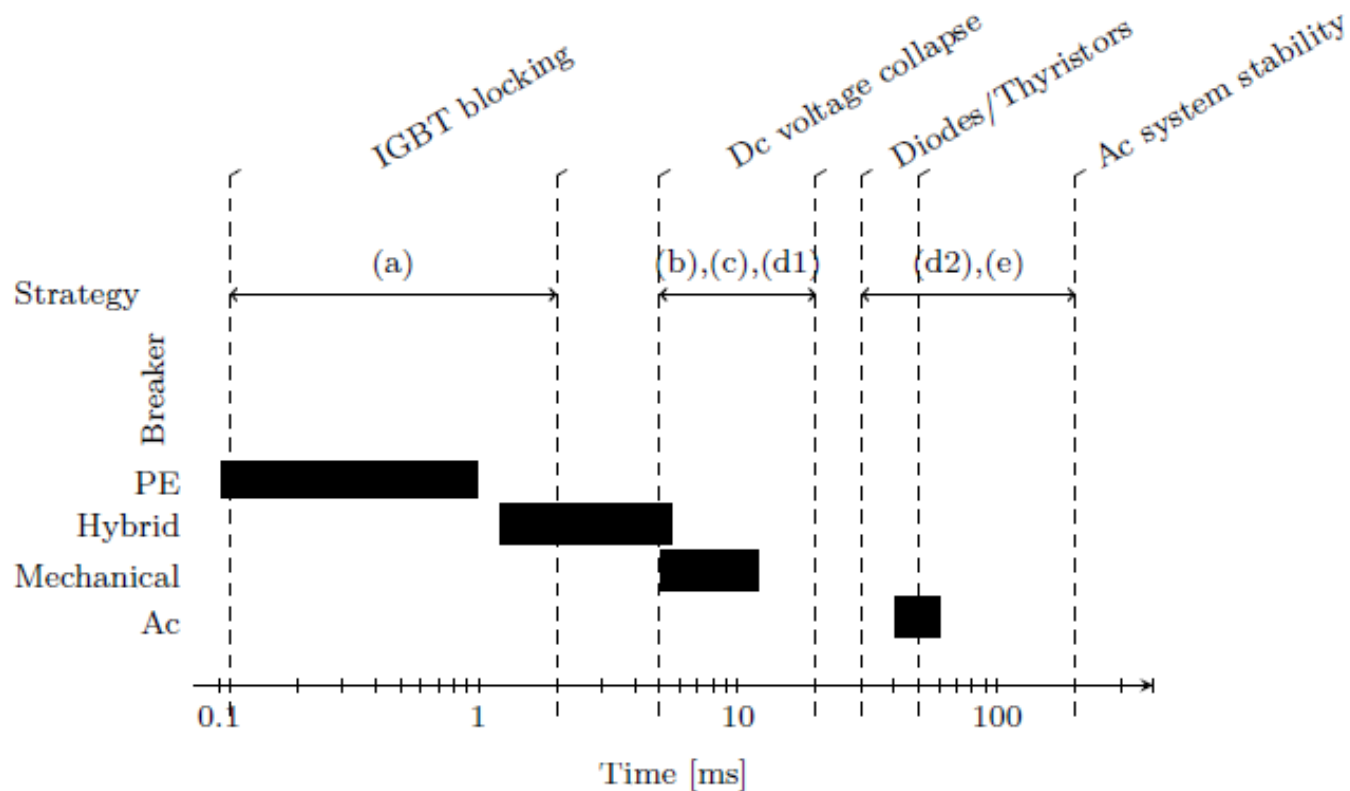 IGBT blocking
Dc voltage collapse
Diodes/Thyristors
Ac system stability
(a)
(b),(c),(d1)
(d2),(e)
Strategy
Breaker
PE
Hybrid
Mechanical
Ac
0.1
1
10
100
Time [ms]